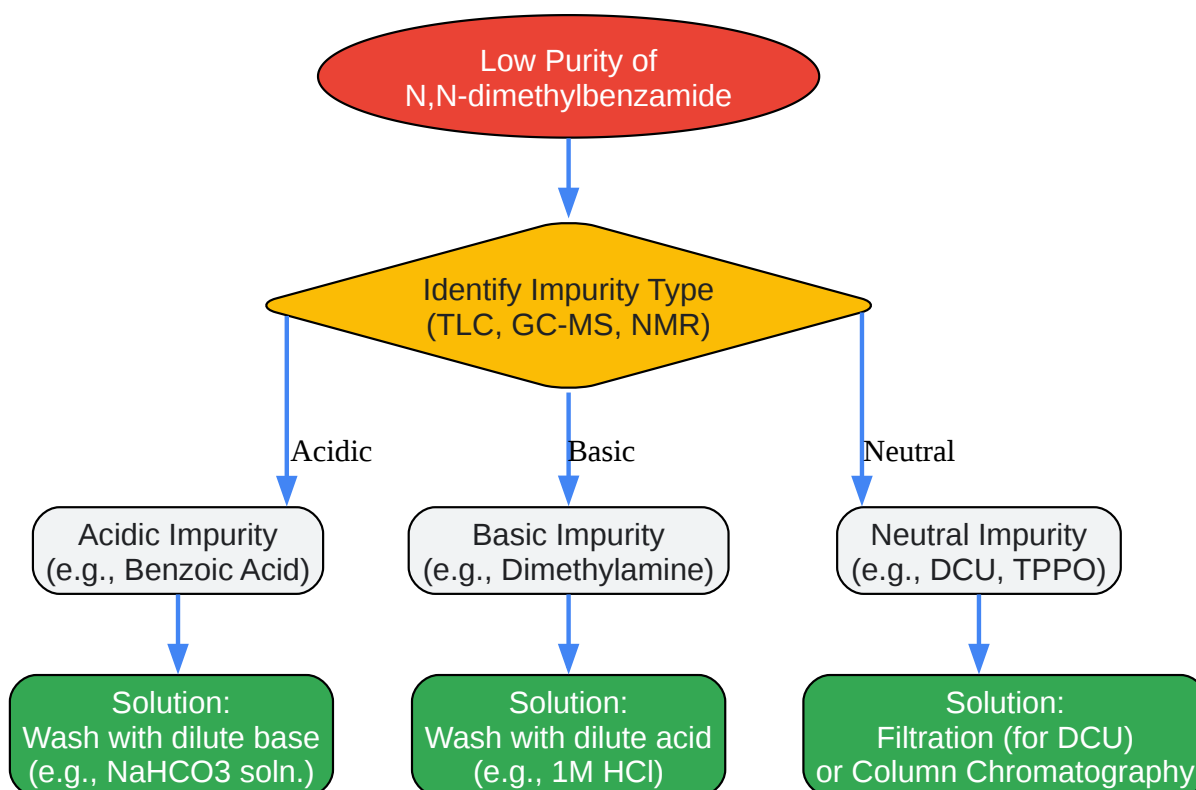 Low Purity of
N,N-dimethylbenzamide
Identify Impurity Type
(TLC, GC-MS, NMR)
Acidic
Basic
Neutral
Acidic Impurity
(e.g., Benzoic Acid)
Basic Impurity
(e.g., Dimethylamine)
Neutral Impurity
(e.g., DCU, TPPO)
Solution:
Wash with dilute base
(e.g., NaHCO3 soln.)
Solution:
Wash with dilute acid
(e.g., 1M HCl)
Solution:
Filtration (for DCU)
or Column Chromatography